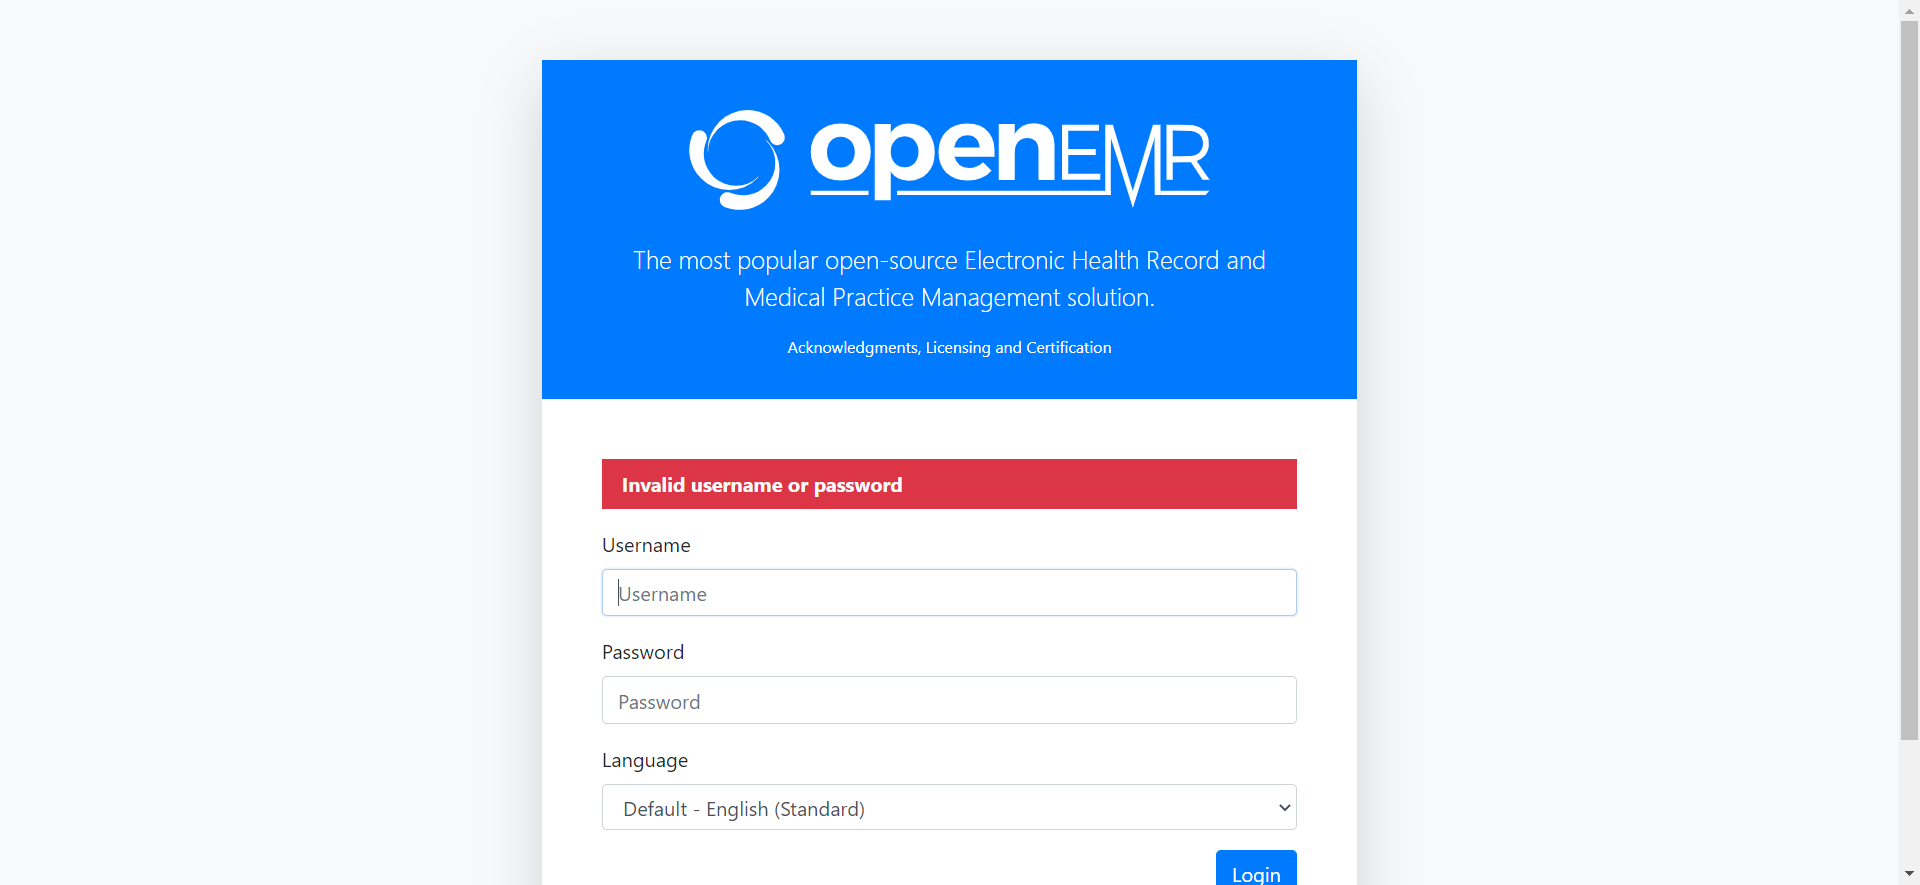 openEMR
The most popular open-source Electronic Health Record and
Medical Practice Management solution.
Acknowledgments, Licensing and Certification
Invalid username or password
Username
Username
Password
Password
Language
Default - English (Standard)
Login